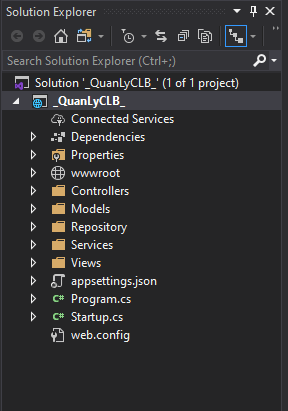 Solution Explorer
Search Solution Explorer (Ctrl+;)
Solution '_QuanLyCLB_' (1 of 1 project)
_QuanLyCLB_
Connected Services
Dependencies
Properties
wwwroot
Controllers
Models
Repository
Services
Views
appsettings.json
C# Program.cs
C# Startup.cs
web.config